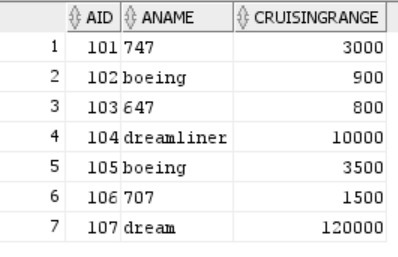 AID ANAME CRUISINGRANGE
1 101 747 3000
2 102 boeing 900
3 103 647 800
4 104 dreamliner 10000
5 105 boeing 3500
6 106 707 1500
7 107 dream 120000